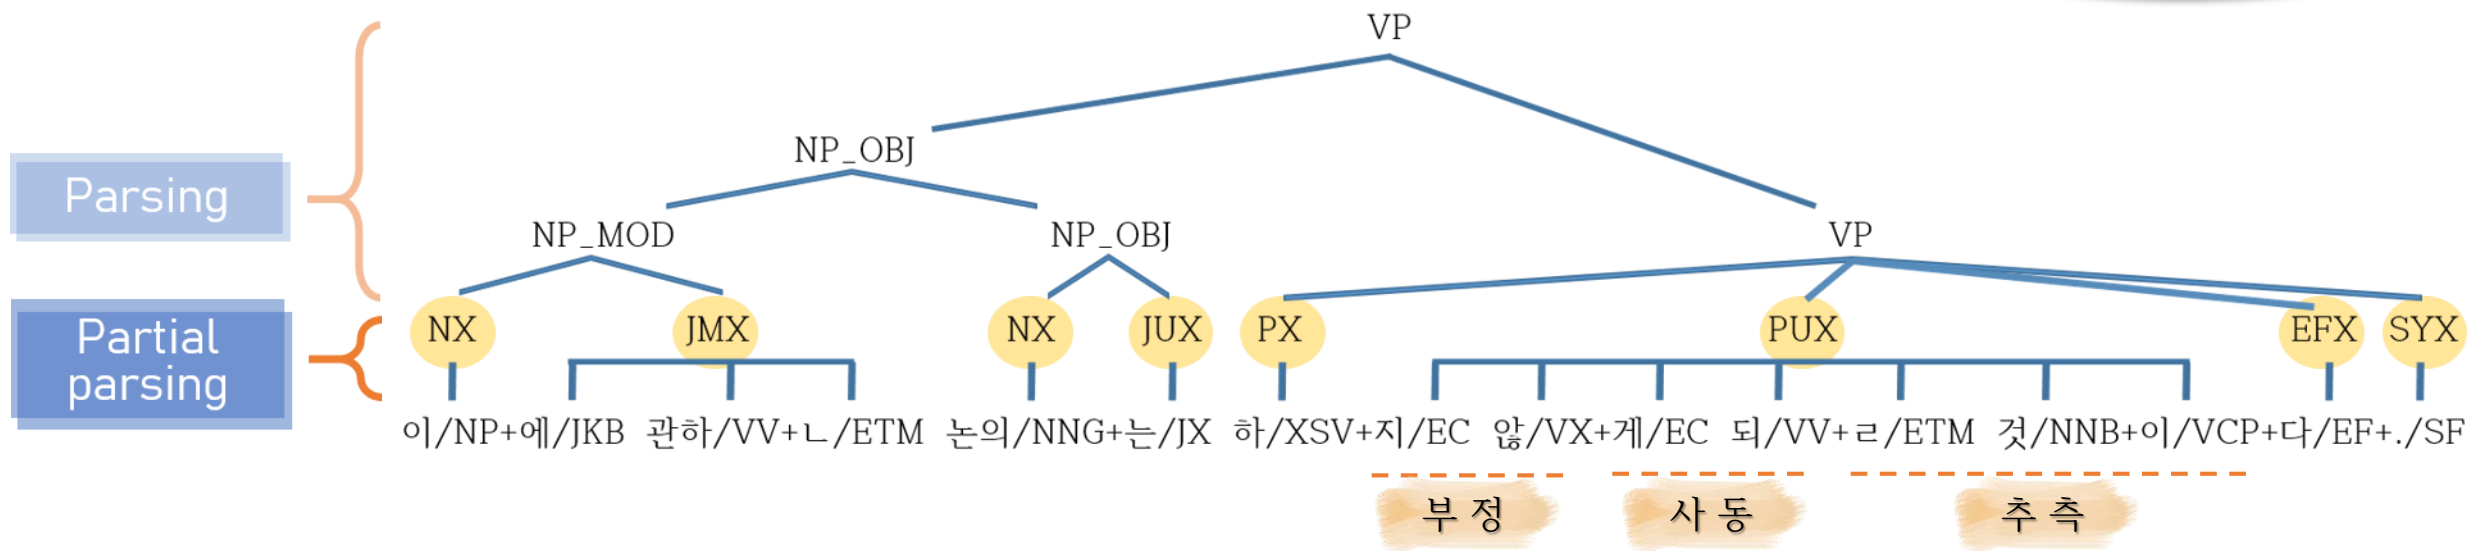 VP
NP_OBJ
Parsing
NP_MOD NP_OBJ VP
Partial
parsing
NX JMX NX JUX PX PUX EFX SYX
이/NP+에/JKB 관하/VV+ㄴ/ETM 논의/NNG+는/JX 하/XSV+지/EC 않/VX+게/EC 되/VV+ㄹ/ETM 것/NNB+이/VCP+다/EF+./SF
부 정 사 동 추 측